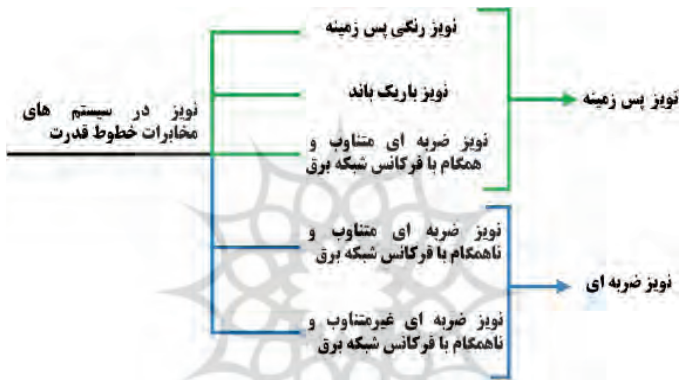 نویز در سیستم های
مخابرات خطوط قدرت
نویز رنگی پس زمینه
نویز باریک باند
نویز ضربه ای متناوب و
همگام با فرکانس شبکه برق
نویز ضربه ای متناوب و
ناهمگام با فرکانس شبکه برق
نویز ضربه ای غیرمتناوب و
ناهمگام با فرکانس شبکه برق
نویز پس زمینه
نویز ضربه ای